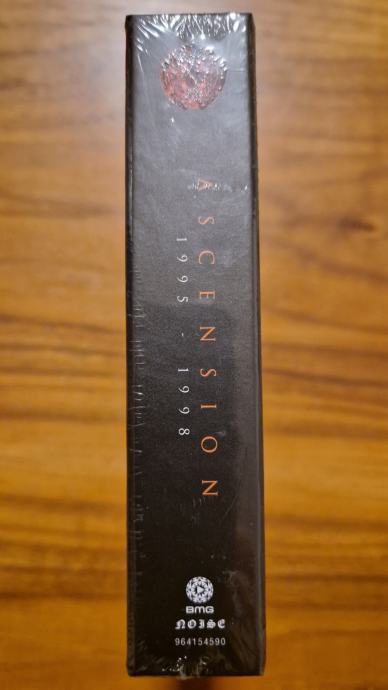 ASCENSION
1995 - 1998
BMG
NOISE
964154590